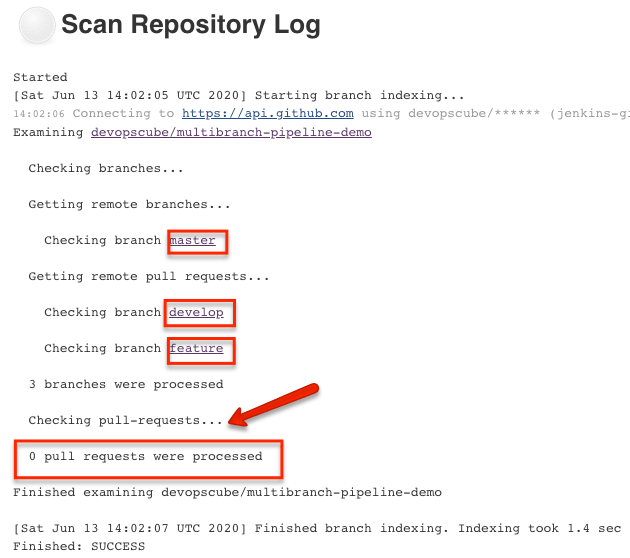 Scan Repository Log
Started
[Sat Jun 13 14:02:05 UTC 2020] Starting branch indexing...
14:02:06 Connecting to https://api.github.com using devopscube/****** (jenkins-gi
Examining devopscube/multibranch-pipeline-demo
Checking branches...
Getting remote branches...
Checking branch master
Getting remote pull requests...
Checking branch develop
Checking branch feature
3 branches were processed
Checking pull-requests...
0 pull requests were processed
Finished examining devopscube/multibranch-pipeline-demo
[Sat Jun 13 14:02:07 UTC 2020] Finished branch indexing. Indexing took 1.4 sec
Finished: SUCCESS